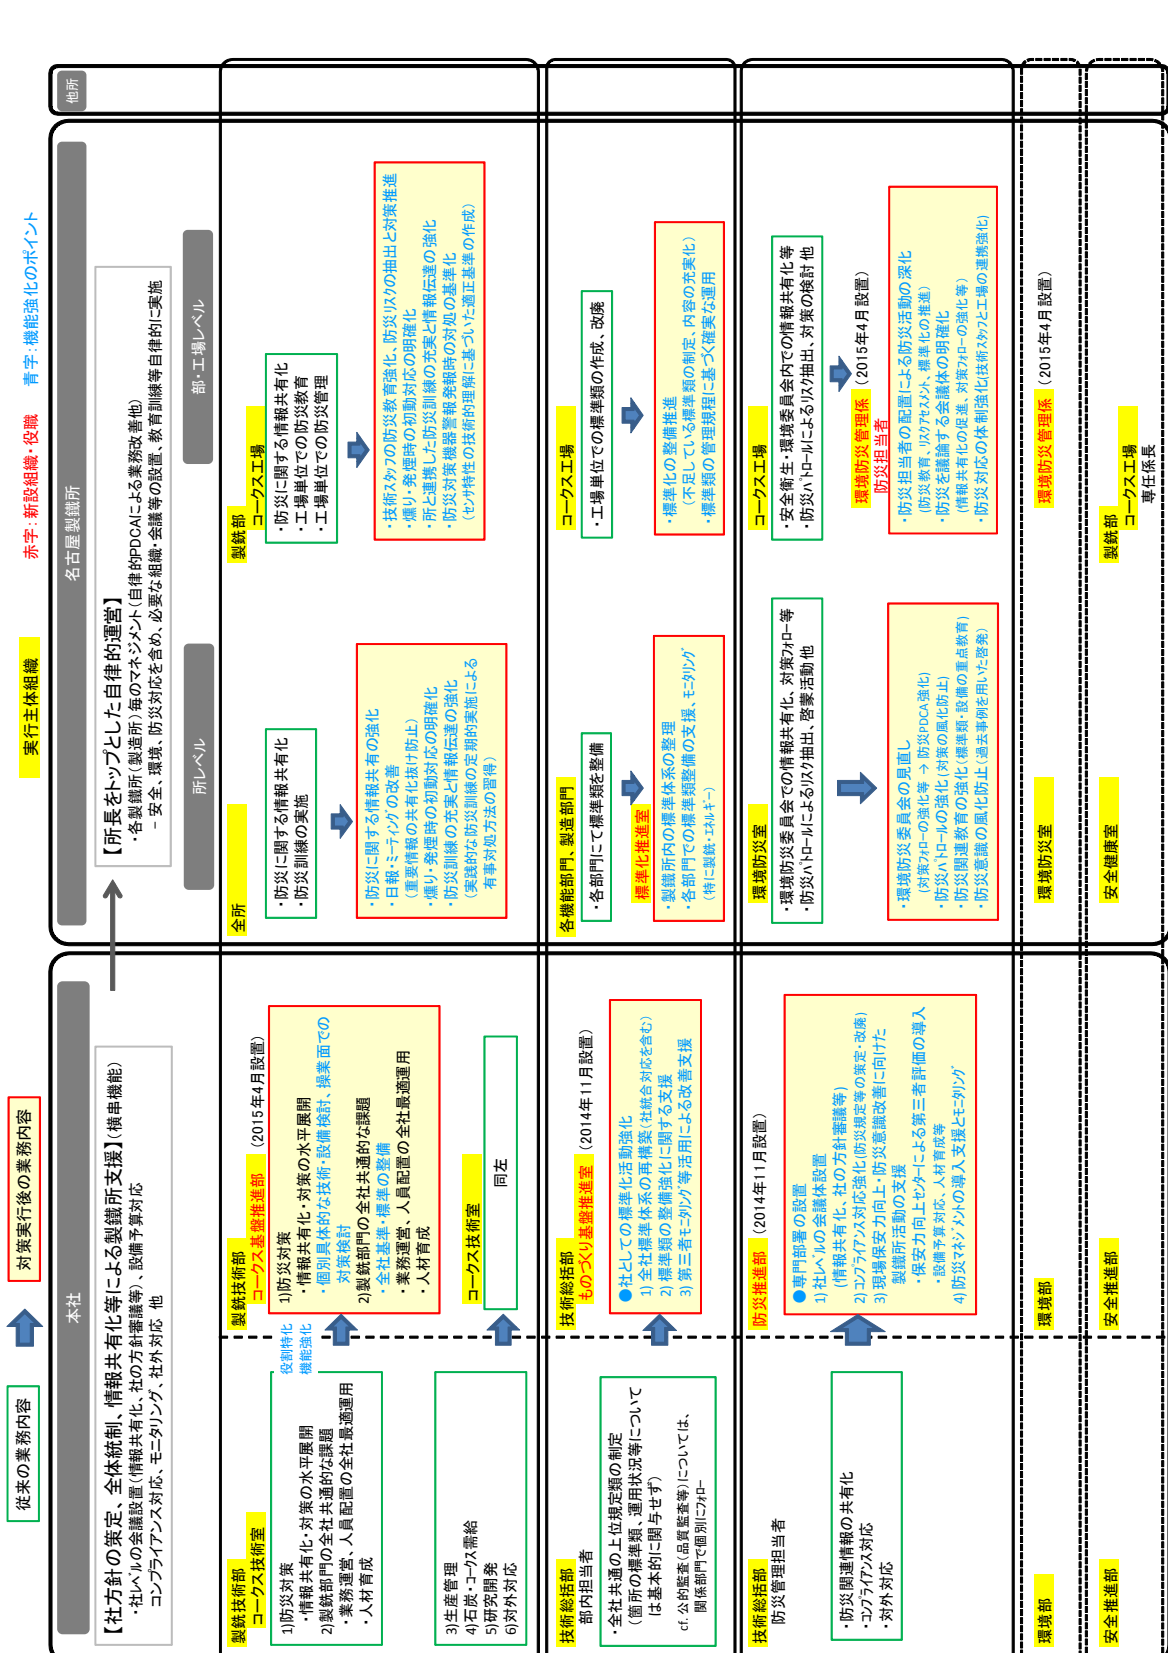 従来の業務内容
対策実行後の業務内容
実行主体組織
赤字：新設組織・役職
青字：機能強化のポイント
本社
【社方針の策定、全体統制、情報共有化等による製鐵所支援】（横串機能）
・社レベルの会議設置（情報共有化、社の方針審議等）、設備予算対応
コンプライアンス対応、モニタリング、社外対応 他
名古屋製鐵所
【所長をトップとした自律的運営】
・各製鐵所（製造所）毎のマネジメント（自律的PDCAによる業務改善他）
－安全、環境、防災対応を含め、必要な組織・会議等の設置、教育訓練等自律的に実施
所レベル
部・工場レベル
他所
製銑技術部
コークス技術室
1)防災対策
・情報共有化・対策の水平展開
2)製銑部門の全社共通的な課題
・業務運営、人員配置の全社最適運用
・人材育成
3)生産管理
4)石炭・コークス需給
5)研究開発
6)対外対応
役割特化
機能強化
製銑技術部
コークス基盤推進部 （2015年4月設置）
1)防災対策
・情報共有化・対策の水平展開
・個別具体的な技術・設備検討、操業面での
対策検討
2)製銑部門の全社共通的な課題
・全社基準・標準の整備
・業務運営、人員配置の全社最適運用
・人材育成
コークス技術室
同左
全所
・防災に関する情報共有化
・防災訓練の実施
・防災に関する情報共有の強化
・日報・ミーティングの改善
（重要情報の共有化抜け防止）
・燻り・発煙時の初動対応の明確化
・防災訓練の充実と情報伝達の強化
（実践的な防災訓練の定期的実施による
有事対処方法の習得）
製銑部
コークス工場
・防災に関する情報共有化
・工場単位での防災教育
・工場単位での防災管理
・技術スタッフの防災教育強化、防災リスクの抽出と対策推進
・燻り・発煙時の初動対応の明確化
・所と連携した防災訓練の充実と情報伝達の強化
・防災対策機器警報発報時の対処の基準化
（センサ特性の技術的理解に基づいた適正基準の作成）
技術総括部
部内担当者
・全社共通の上位規定類の制定
（箇所の標準類、運用状況等について
は基本的に関与せず）
cf. 公的監査（品質監査等）については、
関係部門で個別にフォロー
技術総括部
ものづくり基盤推進室 （2014年11月設置）
●社としての標準化活動強化
1)全社標準体系の再構築（社統合対応を含む）
2)標準類の整備強化に関する支援
3)第三者モニタリング等活用による改善支援
各機能部門、製造部門
・各部門にて標準類を整備
標準化推進室
・製鐵所内の標準体系の整理
・各部門での標準類整備の支援、モニタリング
（特に製銑・エネルギー）
コークス工場
・工場単位での標準類の作成、改廃
・標準化の整備推進
（不足している標準類の制定、内容の充実化）
・標準類の管理規程に基づく確実な運用
技術総括部
防災管理担当者
・防災関連情報の共有化
・コンプライアンス対応
・対外対応
防災推進部 （2014年11月設置）
●専門部署の設置
1)社レベルの会議体設置
（情報共有化、社の方針審議等）
2)コンプライアンス対応強化（防災規定等の策定・改廃）
3)現場保安力向上・防災意識改善に向けた
製鐵所活動の支援
・保安力向上センターによる第三者評価の導入
・設備予算対応、人材育成等
4)防災マネジメントの導入支援とモニタリング
環境防災室
・環境防災委員会での情報共有化、対策フォロー等
・防災パトロールによるリスク抽出、啓蒙活動他
・環境防災委員会の見直し
（対策フォローの強化等 → 防災PDCA強化）
・防災パトロールの強化（対策の風化防止）
・防災関連教育の強化（標準類・設備の重点教育）
・防災意識の風化防止（過去事例を用いた啓発）
コークス工場
・安全衛生・環境委員会内での情報共有化等
・防災パトロールによるリスク抽出、対策の検討 他
環境防災管理係 （2015年4月設置）
防災担当者
・防災担当者の配置による防災活動の深化
（防災教育、リスクアセスメント、標準化の推進）
・防災を議論する会議体の明確化
（情報共有化の促進、対策フォローの強化等）
・防災対応の体制強化（技術スタッフと工場の連携強化）
環境部
環境部
環境防災室
環境防災管理係 （2015年4月設置）
安全推進部
安全推進部
安全健康室
製銑部
コークス工場
専任係長